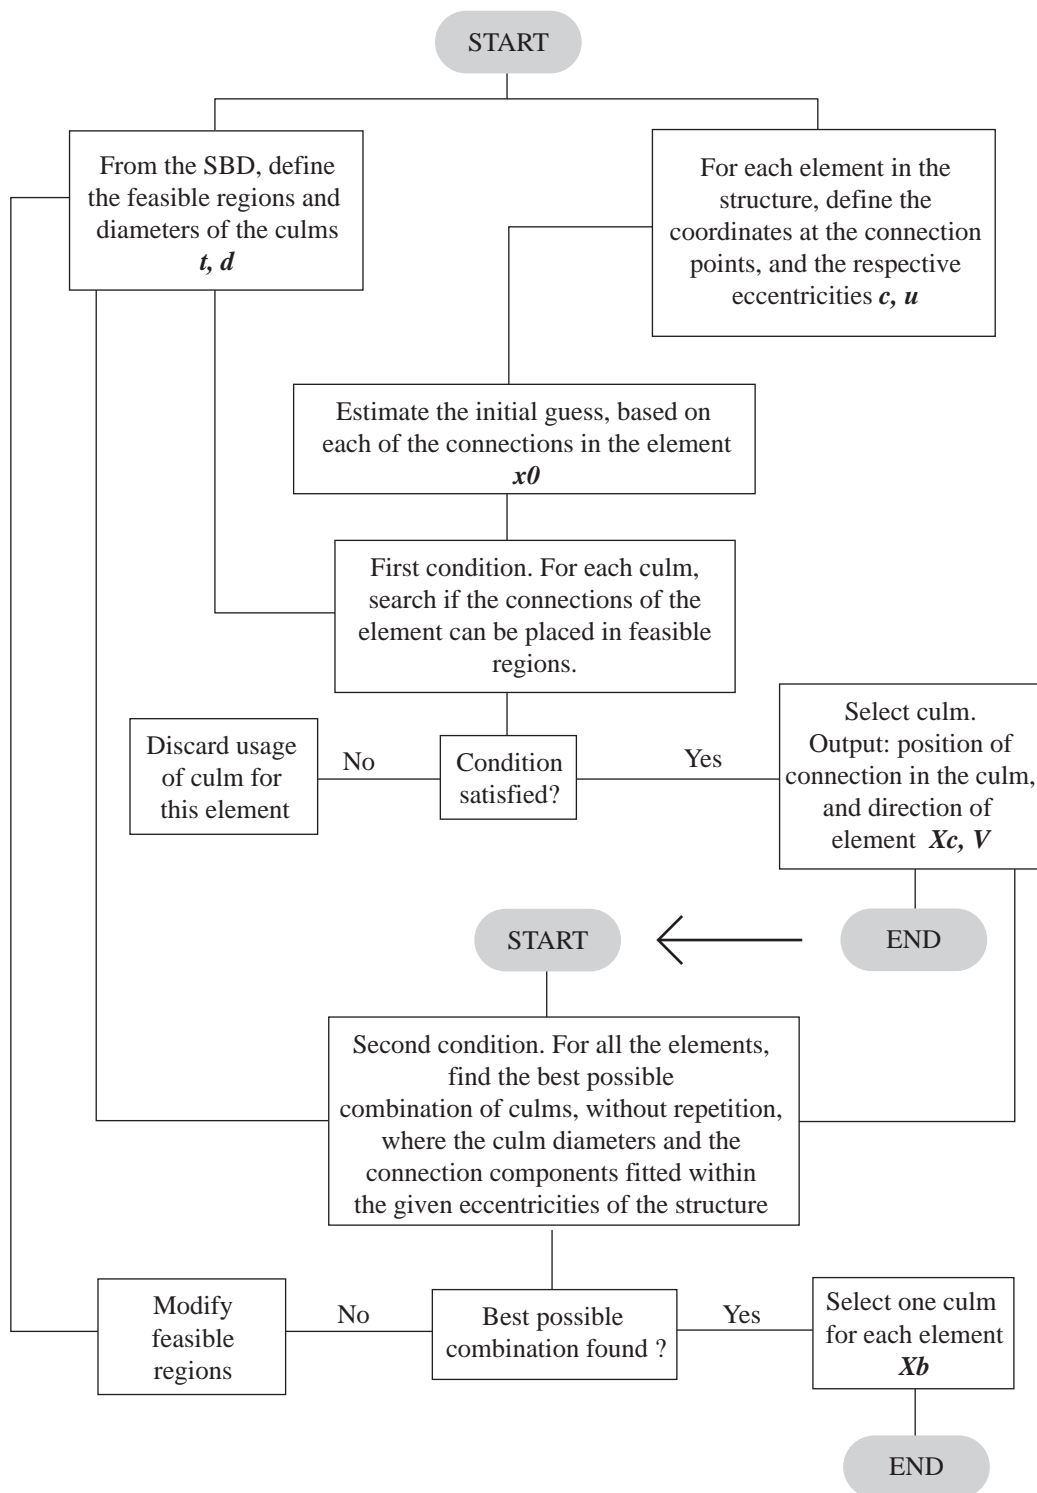 START
From the SBD, define
the feasible regions and
diameters of the culms
t, d
For each element in the
structure, define the
coordinates at the connection
points, and the respective
eccentricities c, u
Estimate the initial guess, based on
each of the connections in the element
x0
First condition. For each culm,
search if the connections of the
element can be placed in feasible
regions.
Discard usage
of culm for
this element
No
Condition
satisfied?
Yes
Select culm.
Output: position of
connection in the culm,
and direction of
element Xc, V
START
END
Second condition. For all the elements,
find the best possible
combination of culms, without repetition,
where the culm diameters and the
connection components fitted within
the given eccentricities of the structure
Modify
feasible
regions
No
Best possible
combination found ?
Yes
Select one culm
for each element
Xb
END